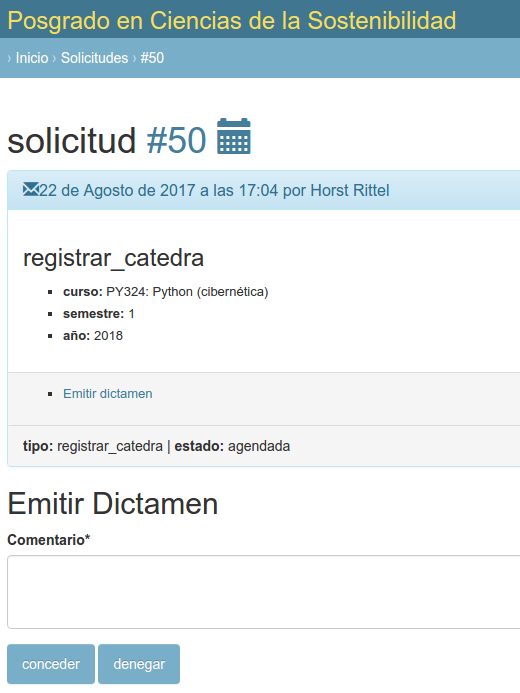 Posgrado en Ciencias de la Sostenibilidad
› Inicio › Solicitudes › #50
solicitud #50
22 de Agosto de 2017 a las 17:04 por Horst Rittel
registrar_catedra
curso: PY324: Python (cibernética)
semestre: 1
año: 2018
Emitir dictamen
tipo: registrar_catedra | estado: agendada
Emitir Dictamen
Comentario*
conceder denegar